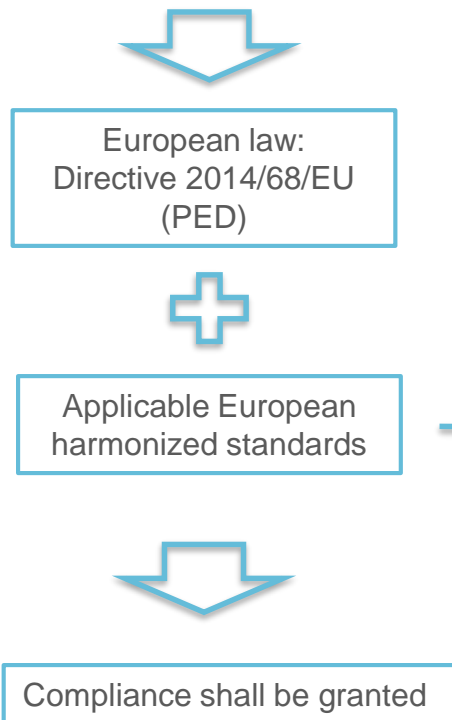 European law:
Directive 2014/68/EU
(PED)
Applicable European
harmonized standards
Compliance shall be granted